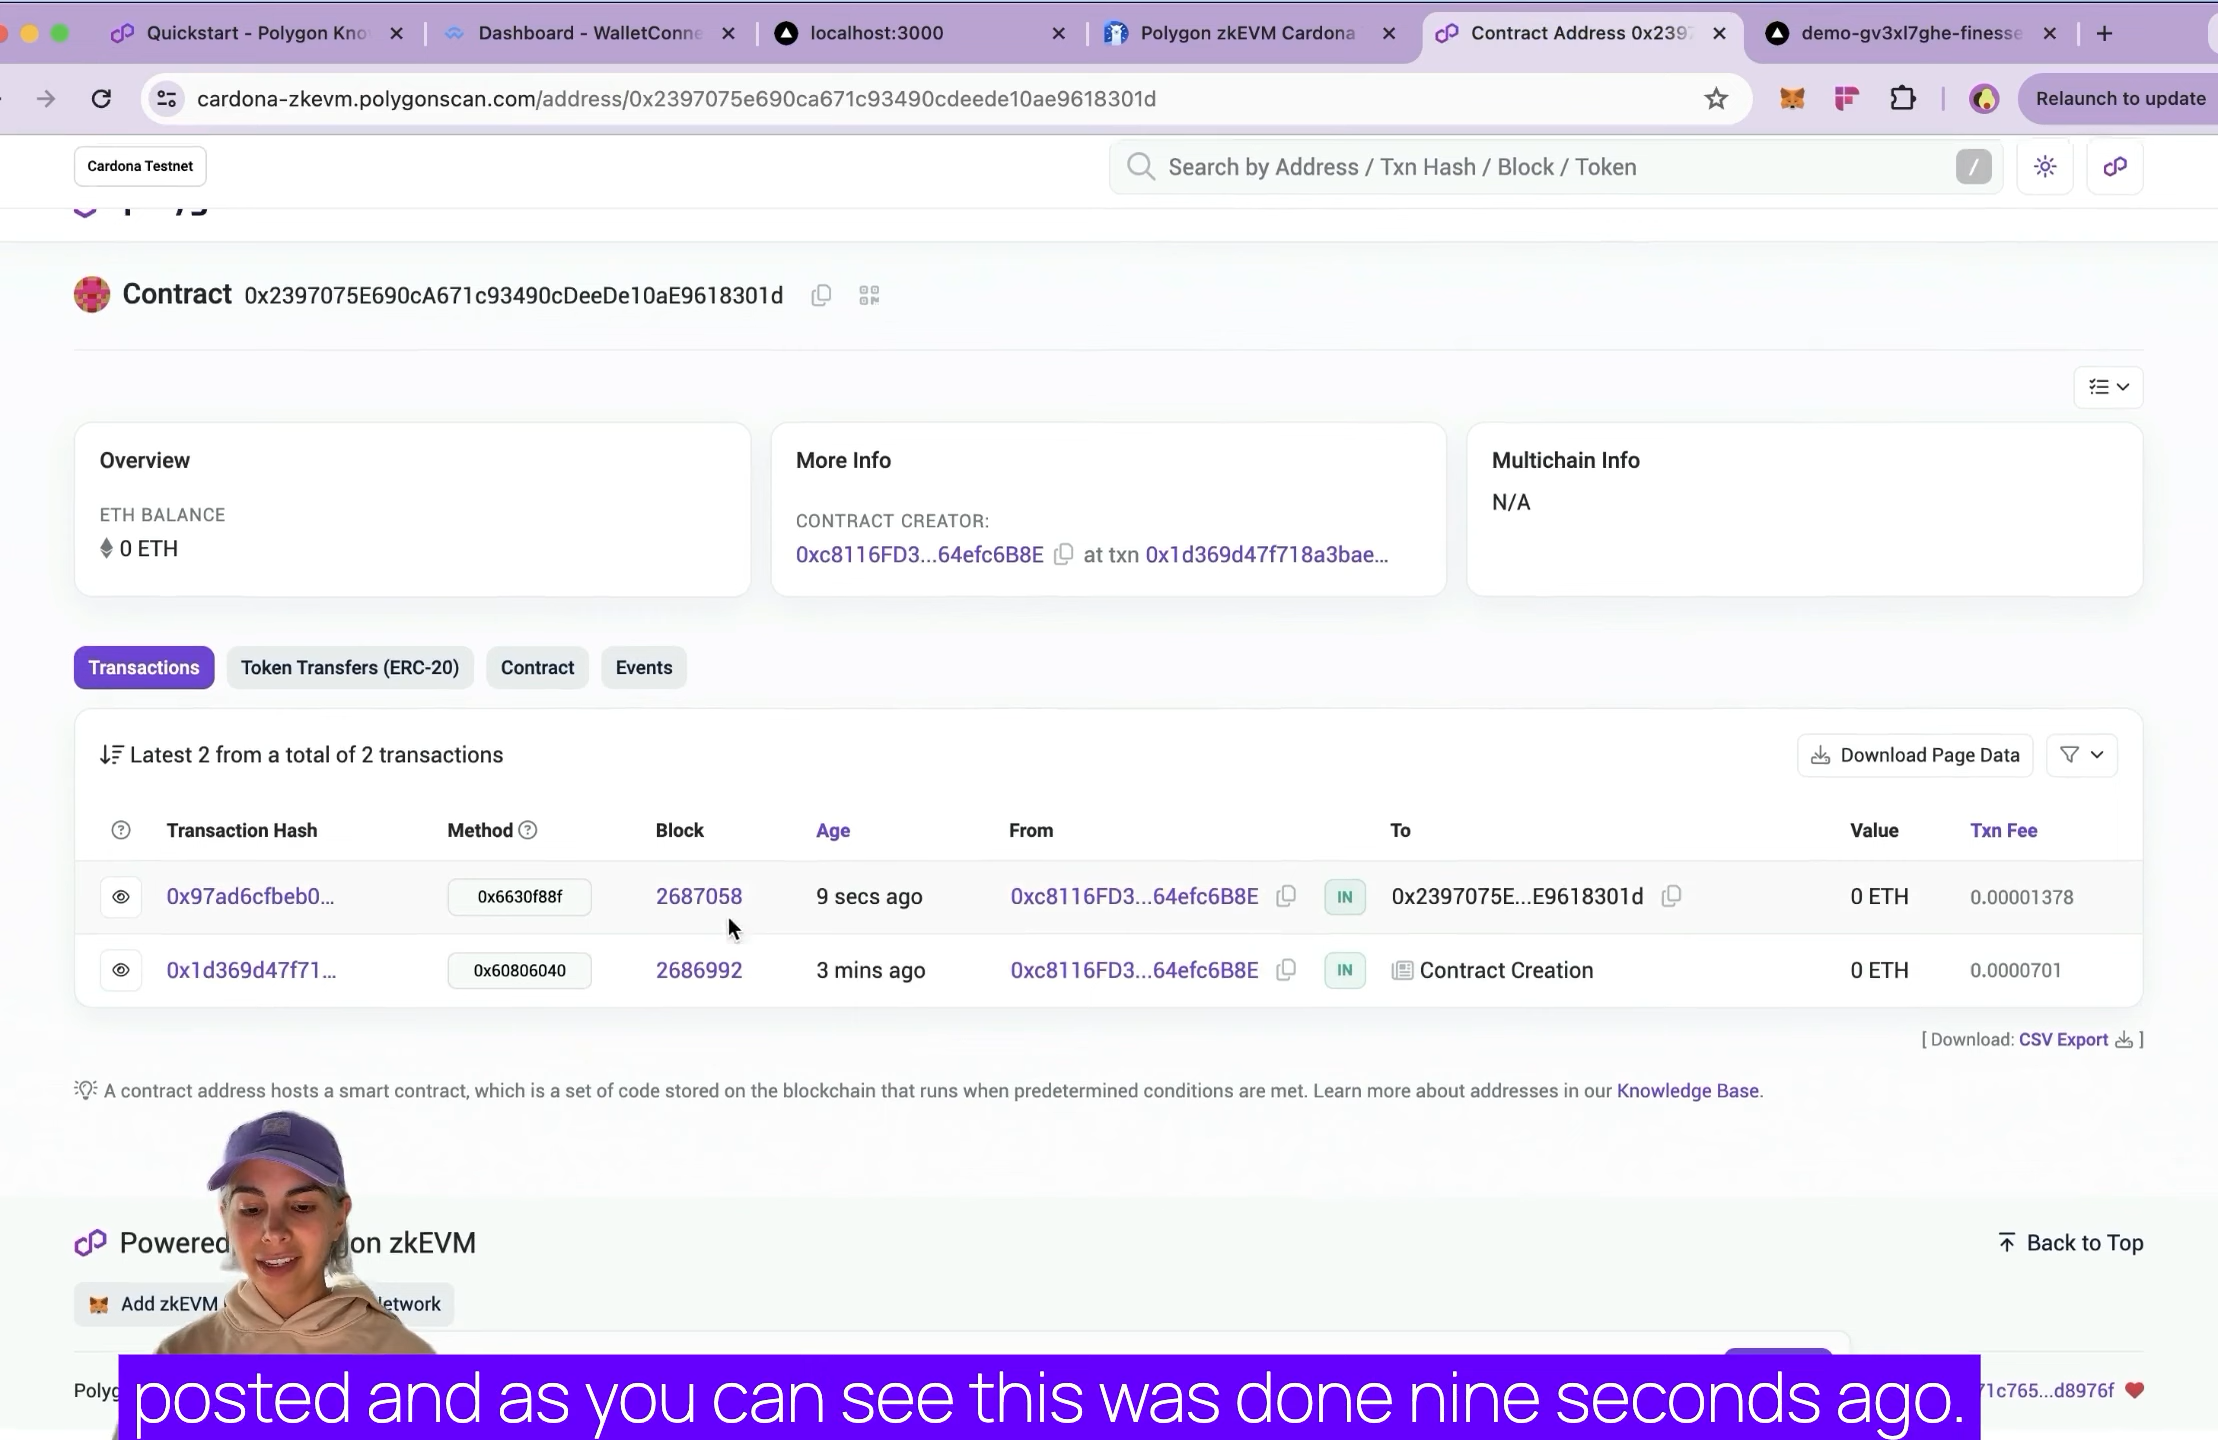 Quickstart - Polygon Kno
Dashboard - WalletConne
localhost:3000
Polygon zkEVM Cardona
Contract Address 0x239
demo-gv3xl7ghe-finesse
cardona-zkevm.polygonscan.com/address/0x2397075e690ca671c93490cdeede10ae9618301d
Relaunch to update
Cardona Testnet
Search by Address / Txn Hash / Block / Token
/
Contract 0x2397075E690cA671c93490cDeeDe10aE9618301d
Overview
ETH BALANCE
0 ETH
More Info
CONTRACT CREATOR:
0xc8116FD3...64efc6B8E at txn 0x1d369d47f718a3bae...
Multichain Info
N/A
Transactions
Token Transfers (ERC-20)
Contract
Events
Latest 2 from a total of 2 transactions
Download Page Data
Transaction Hash Method Block Age From To Value Txn Fee
0x97ad6cfbeb0... 0x6630f88f 2687058 9 secs ago 0xc8116FD3...64efc6B8E IN 0x2397075E...E9618301d 0 ETH 0.00001378
0x1d369d47f71... 0x60806040 2686992 3 mins ago 0xc8116FD3...64efc6B8E IN Contract Creation 0 ETH 0.0000701
[ Download: CSV Export ]
A contract address hosts a smart contract, which is a set of code stored on the blockchain that runs when predetermined conditions are met. Learn more about addresses in our Knowledge Base.
Powered gon zkEVM
Back to Top
Add zkEVM etwork
Polyg
71c765...d8976f
posted and as you can see this was done nine seconds ago.